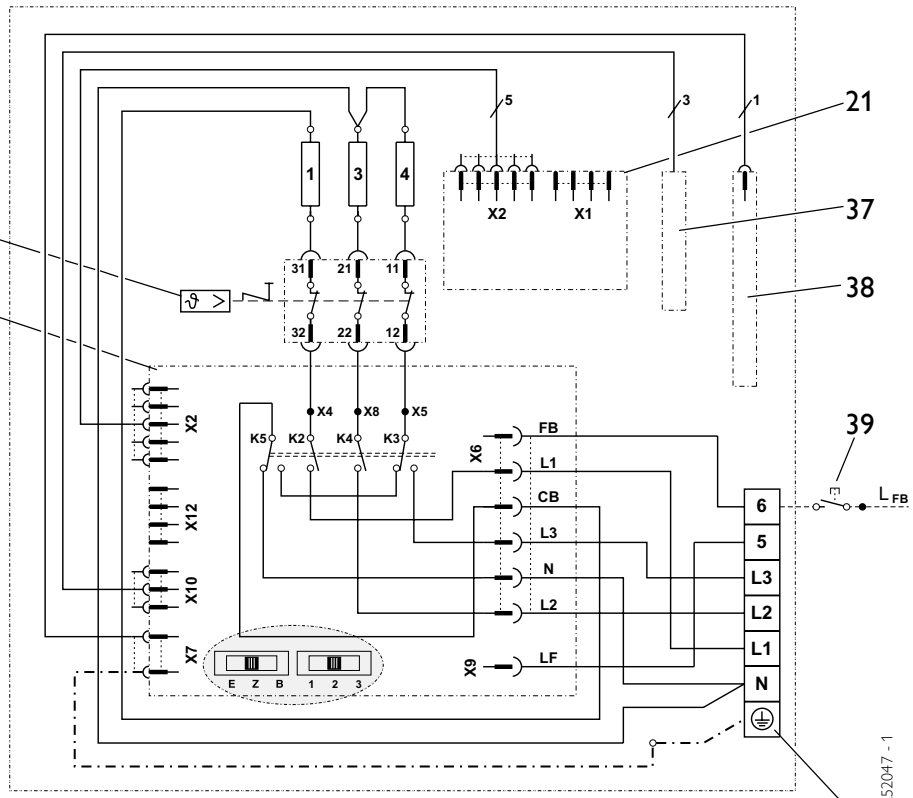 5
3
1
21
1
3
4
X2
X1
37
38
31
21
11
ϑ >
32
22
12
X2
X4
X8
X5
39
K5
K2
K4
K3
X6
FB
L1
CB
L3
N
L2
X12
X10
X7
X9
LF
6
L FB
5
L3
L2
L1
N
E Z B
1 2 3
52047 - 1